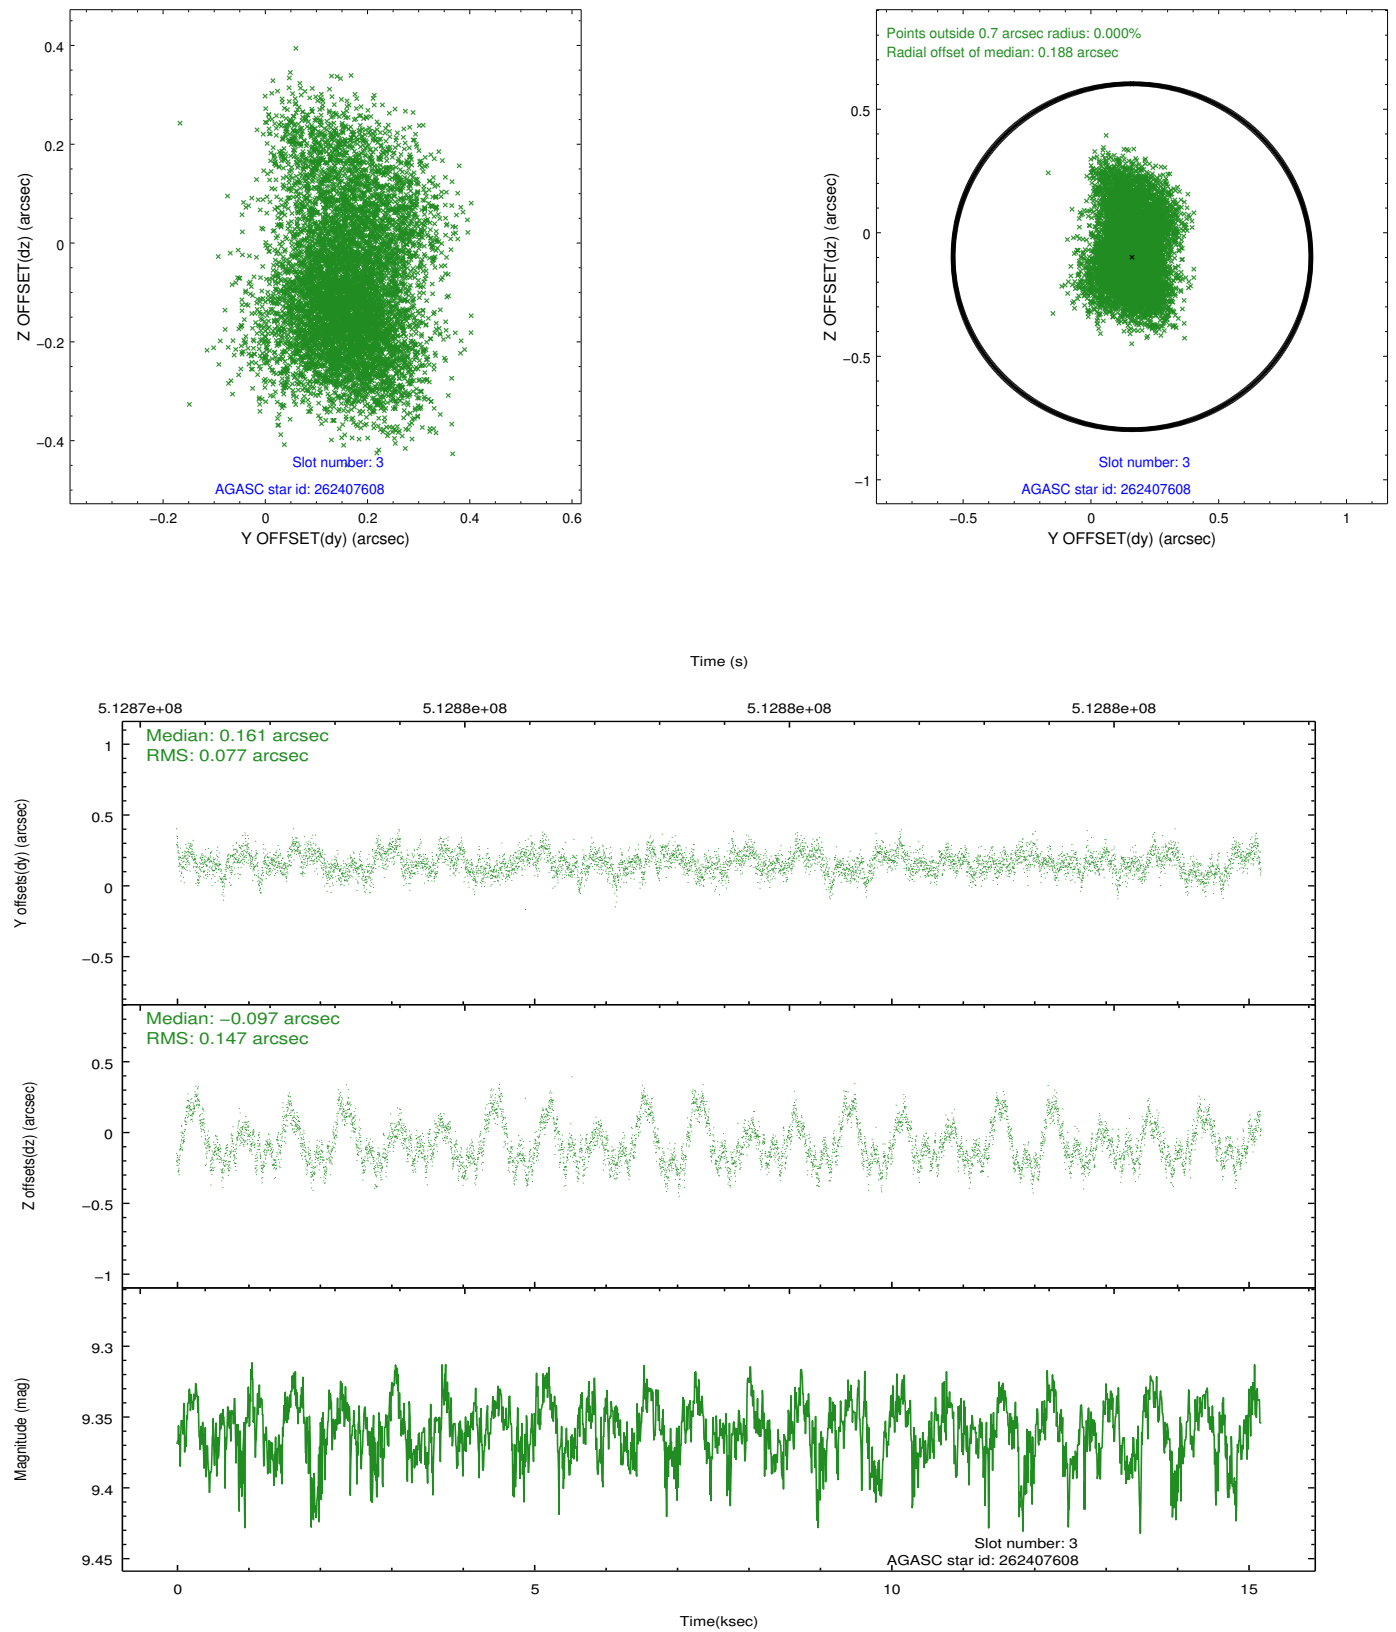 0.4
0.2
0
−0.2
−0.4
Z OFFSET(dz) (arcsec)
Slot number: 3
AGASC star id: 262407608
−0.2 0 0.2 0.4 0.6
Y OFFSET(dy) (arcsec)
Points outside 0.7 arcsec radius: 0.000%
Radial offset of median: 0.188 arcsec
0.5
0
−0.5
−1
Z OFFSET(dz) (arcsec)
Slot number: 3
AGASC star id: 262407608
−0.5 0 0.5 1
Y OFFSET(dy) (arcsec)
Time (s)
5.1287e+08 5.1288e+08 5.1288e+08 5.1288e+08
Median: 0.161 arcsec
RMS: 0.077 arcsec
1
0.5
0
−0.5
Y offsets(dy) (arcsec)
Median: −0.097 arcsec
RMS: 0.147 arcsec
0.5
0
−0.5
−1
Z offsets(dz) (arcsec)
9.3
9.35
9.4
9.45
Magnitude (mag)
Slot number: 3
AGASC star id: 262407608
0 5 10 15
Time(ksec)